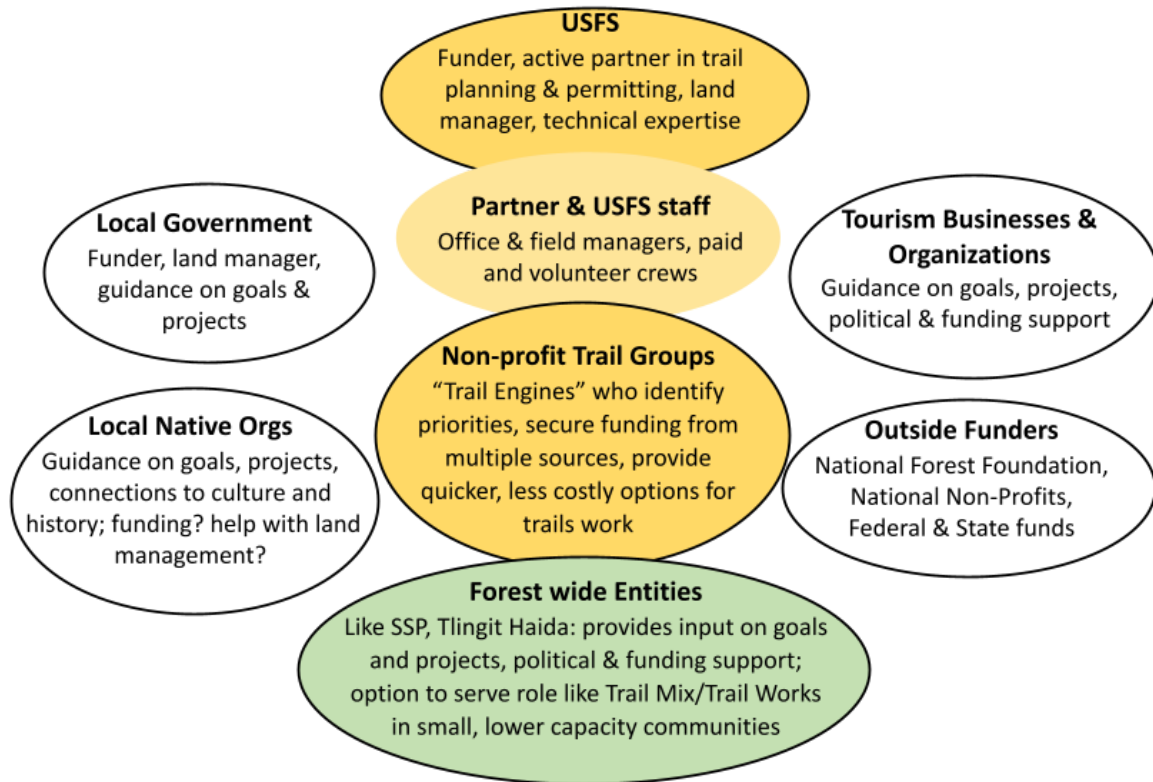 USFS
Funder, active partner in trail
planning & permitting, land
manager, technical expertise
Partner & USFS staff
Office & field managers, paid
and volunteer crews
Local Government
Funder, land manager,
guidance on goals &
projects
Tourism Businesses &
Organizations
Guidance on goals, projects,
political & funding support
Non-profit Trail Groups
“Trail Engines” who identify
priorities, secure funding from
multiple sources, provide
quicker, less costly options for
trails work
Local Native Orgs
Guidance on goals, projects,
connections to culture and
history; funding? help with land
management?
Outside Funders
National Forest Foundation,
National Non-Profits,
Federal & State funds
Forest wide Entities
Like SSP, Tlingit Haida: provides input on goals
and projects, political & funding support;
option to serve role like Trail Mix/Trail Works
in small, lower capacity communities